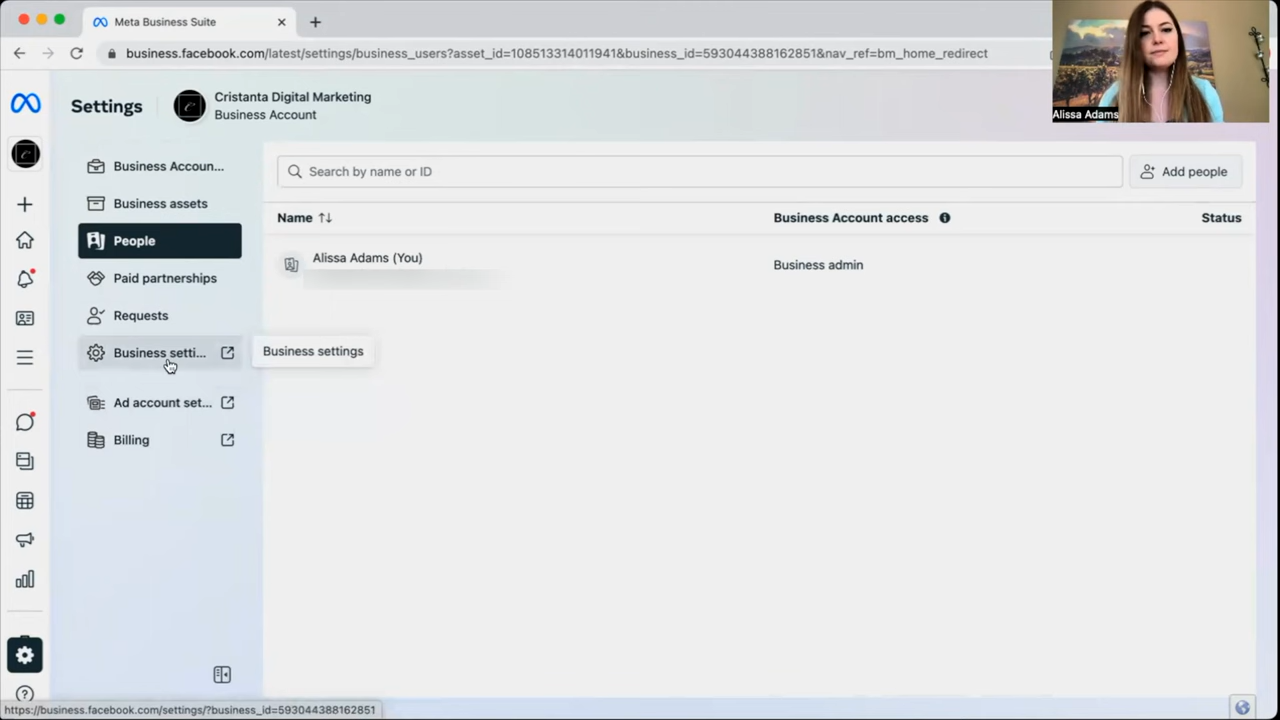 Meta Business Suite
business.facebook.com/latest/settings/business_users?asset_id=108513314011941&business_id=593044388162851&nav_ref=bm_home_redirect
Alissa Adams
Settings
Cristanta Digital Marketing
Business Account
Business Accoun...
Business assets
People
Paid partnerships
Requests
Business setti...
Business settings
Ad account set...
Billing
Search by name or ID
Add people
Name
Business Account access
Status
Alissa Adams (You)
Business admin
https://business.facebook.com/settings/?business_id=593044388162851